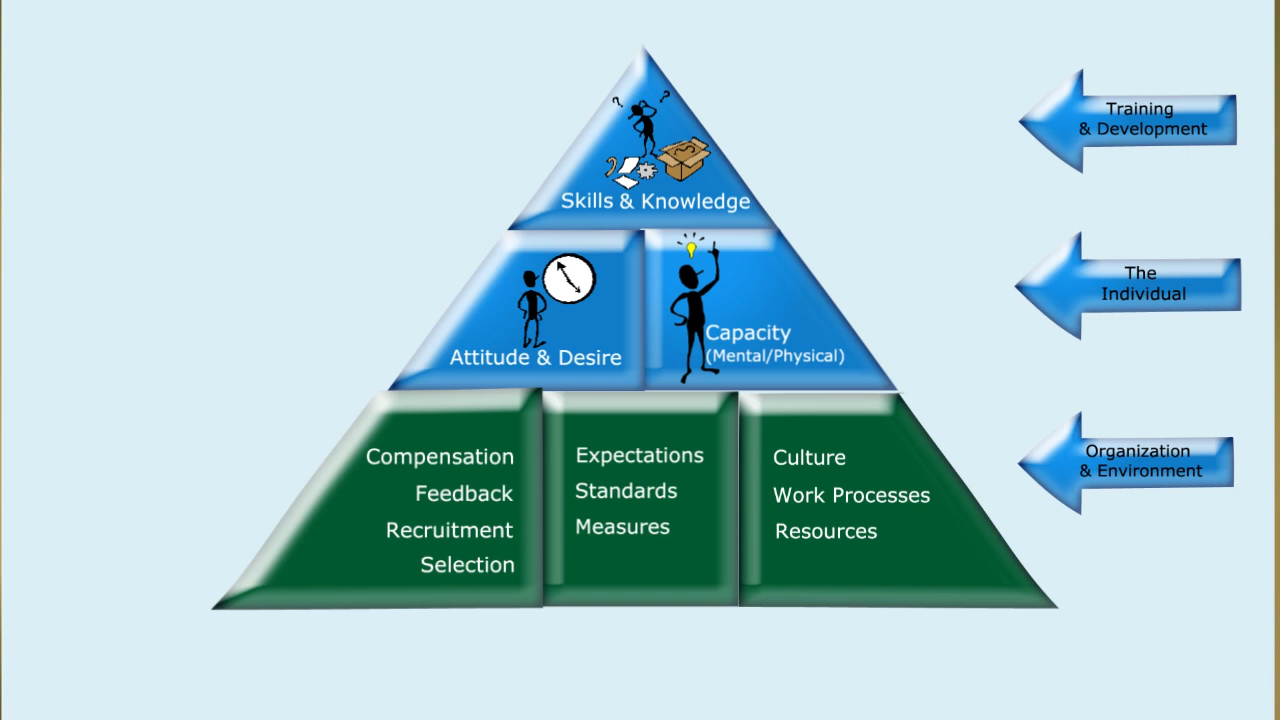 ? ?
Skills & Knowledge
Attitude & Desire
Capacity
(Mental/Physical)
Compensation
Feedback
Recruitment
Selection
Expectations
Standards
Measures
Culture
Work Processes
Resources
Training
& Development
The
Individual
Organization
& Environment